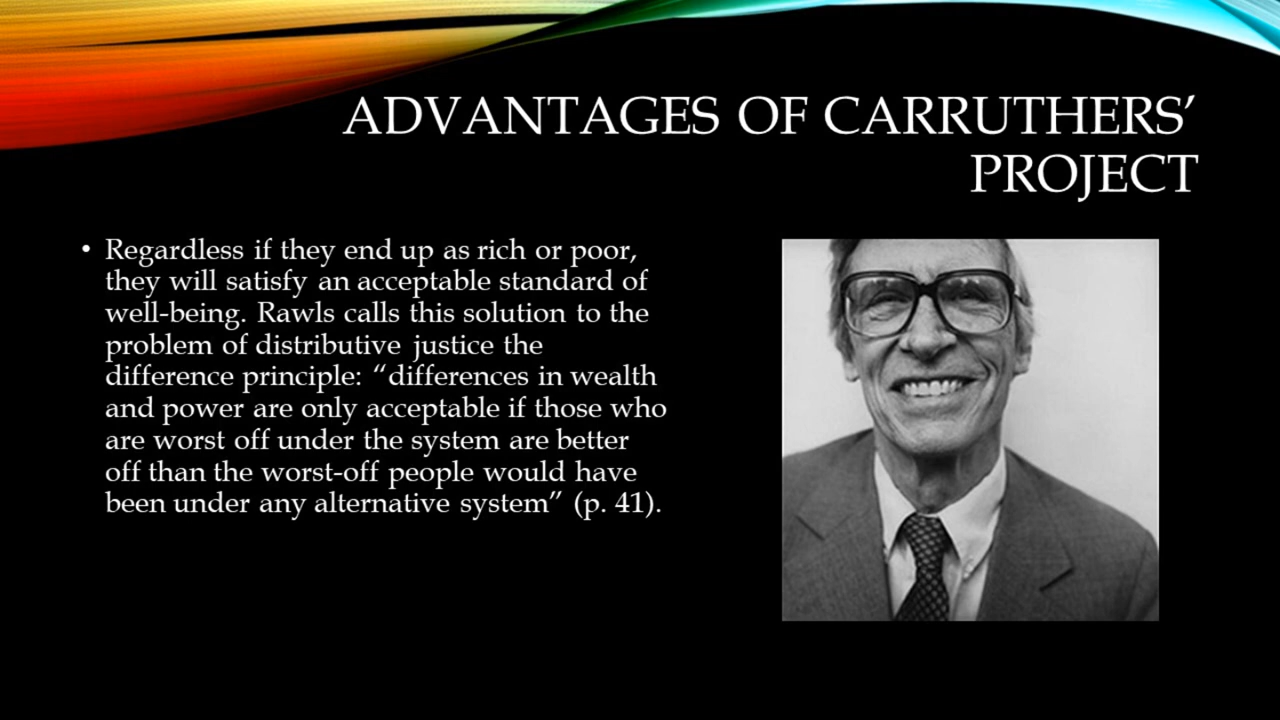 ADVANTAGES OF CARRUTHERS’
PROJECT
• Regardless if they end up as rich or poor,
they will satisfy an acceptable standard of
well-being. Rawls calls this solution to the
problem of distributive justice the
difference principle: “differences in wealth
and power are only acceptable if those who
are worst off under the system are better
off than the worst-off people would have
been under any alternative system” (p. 41).